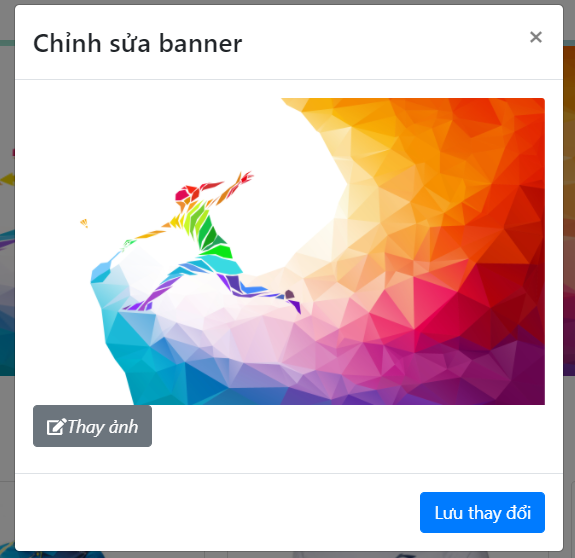 Chỉnh sửa banner
×
Thay ảnh
Lưu thay đổi